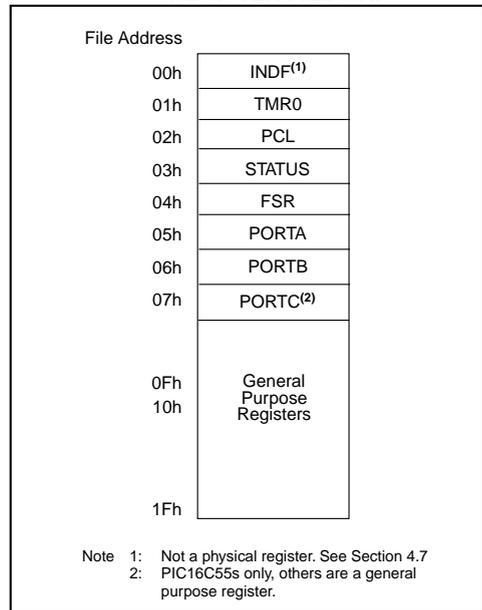 File Address
00h INDF(1)
01h TMR0
02h PCL
03h STATUS
04h FSR
05h PORTA
06h PORTB
07h PORTC(2)
0Fh General
Purpose
10h Registers
1Fh
Note 1: Not a physical register. See Section 4.7
2: PIC16C55s only, others are a general
purpose register.